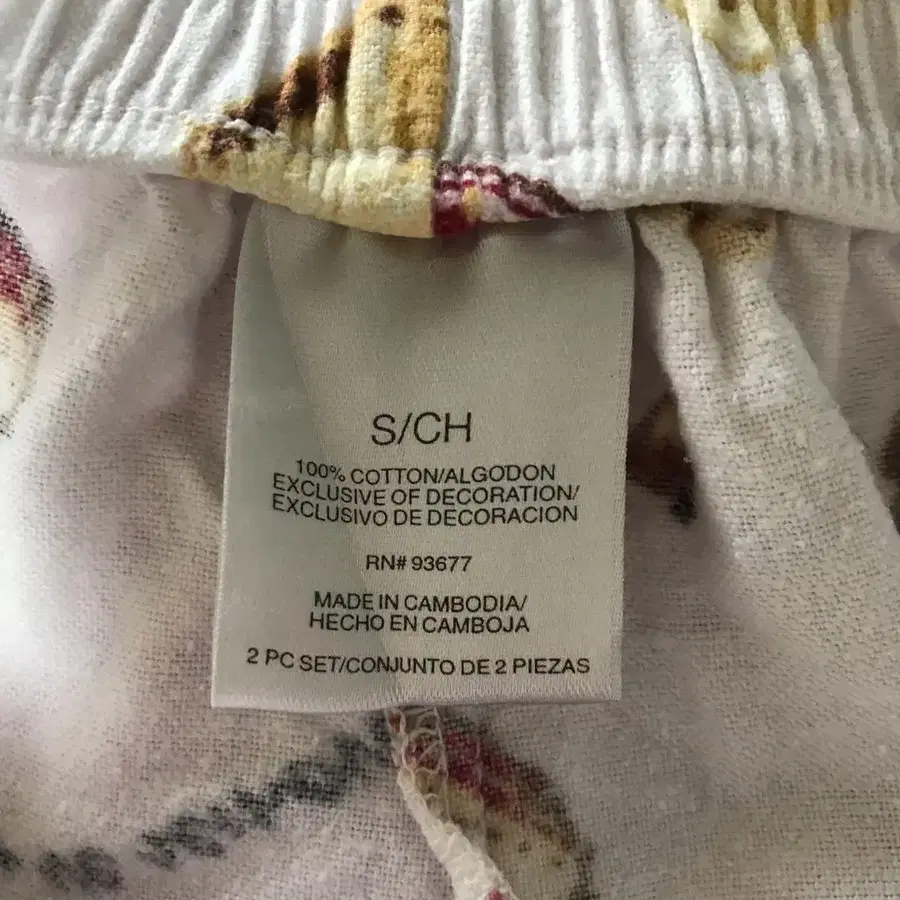 S/CH
100% COTTON/ALGODON
EXCLUSIVE OF DECORATION/
EXCLUSIVO DE DECORACION
RN# 93677
MADE IN CAMBODIA/
HECHO EN CAMBOJA
2 PC SET/CONJUNTO DE 2 PIEZAS